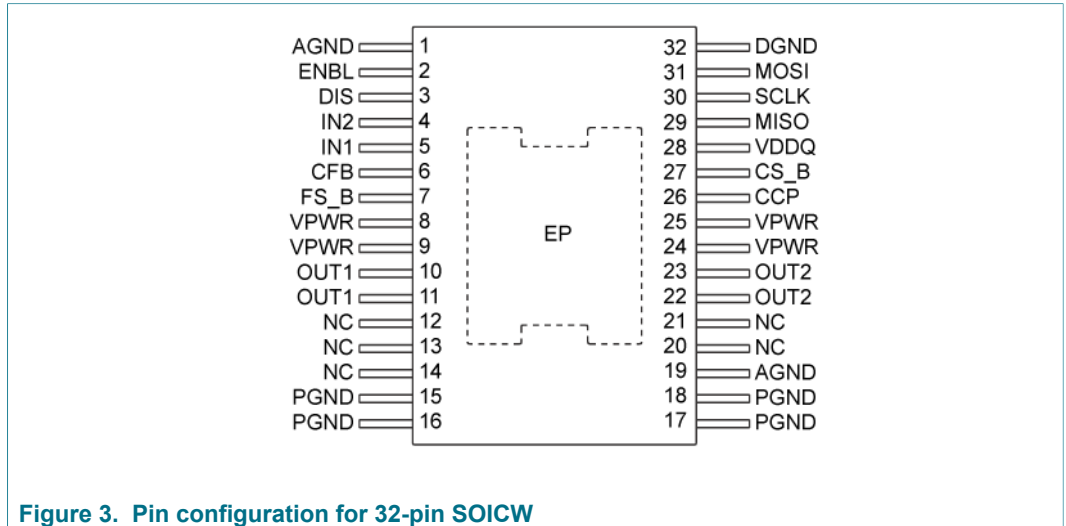 AGND 1 32 DGND
ENBL 2 31 MOSI
DIS 3 30 SCLK
IN2 4 29 MISO
IN1 5 28 VDDQ
CFB 6 27 CS_B
FS_B 7 26 CCP
VPWR 8 25 VPWR
EP
VPWR 9 24 VPWR
OUT1 10 23 OUT2
OUT1 11 22 OUT2
NC 12 21 NC
NC 13 20 NC
NC 14 19 AGND
PGND 15 18 PGND
PGND 16 17 PGND
Figure 3. Pin configuration for 32-pin SOICW